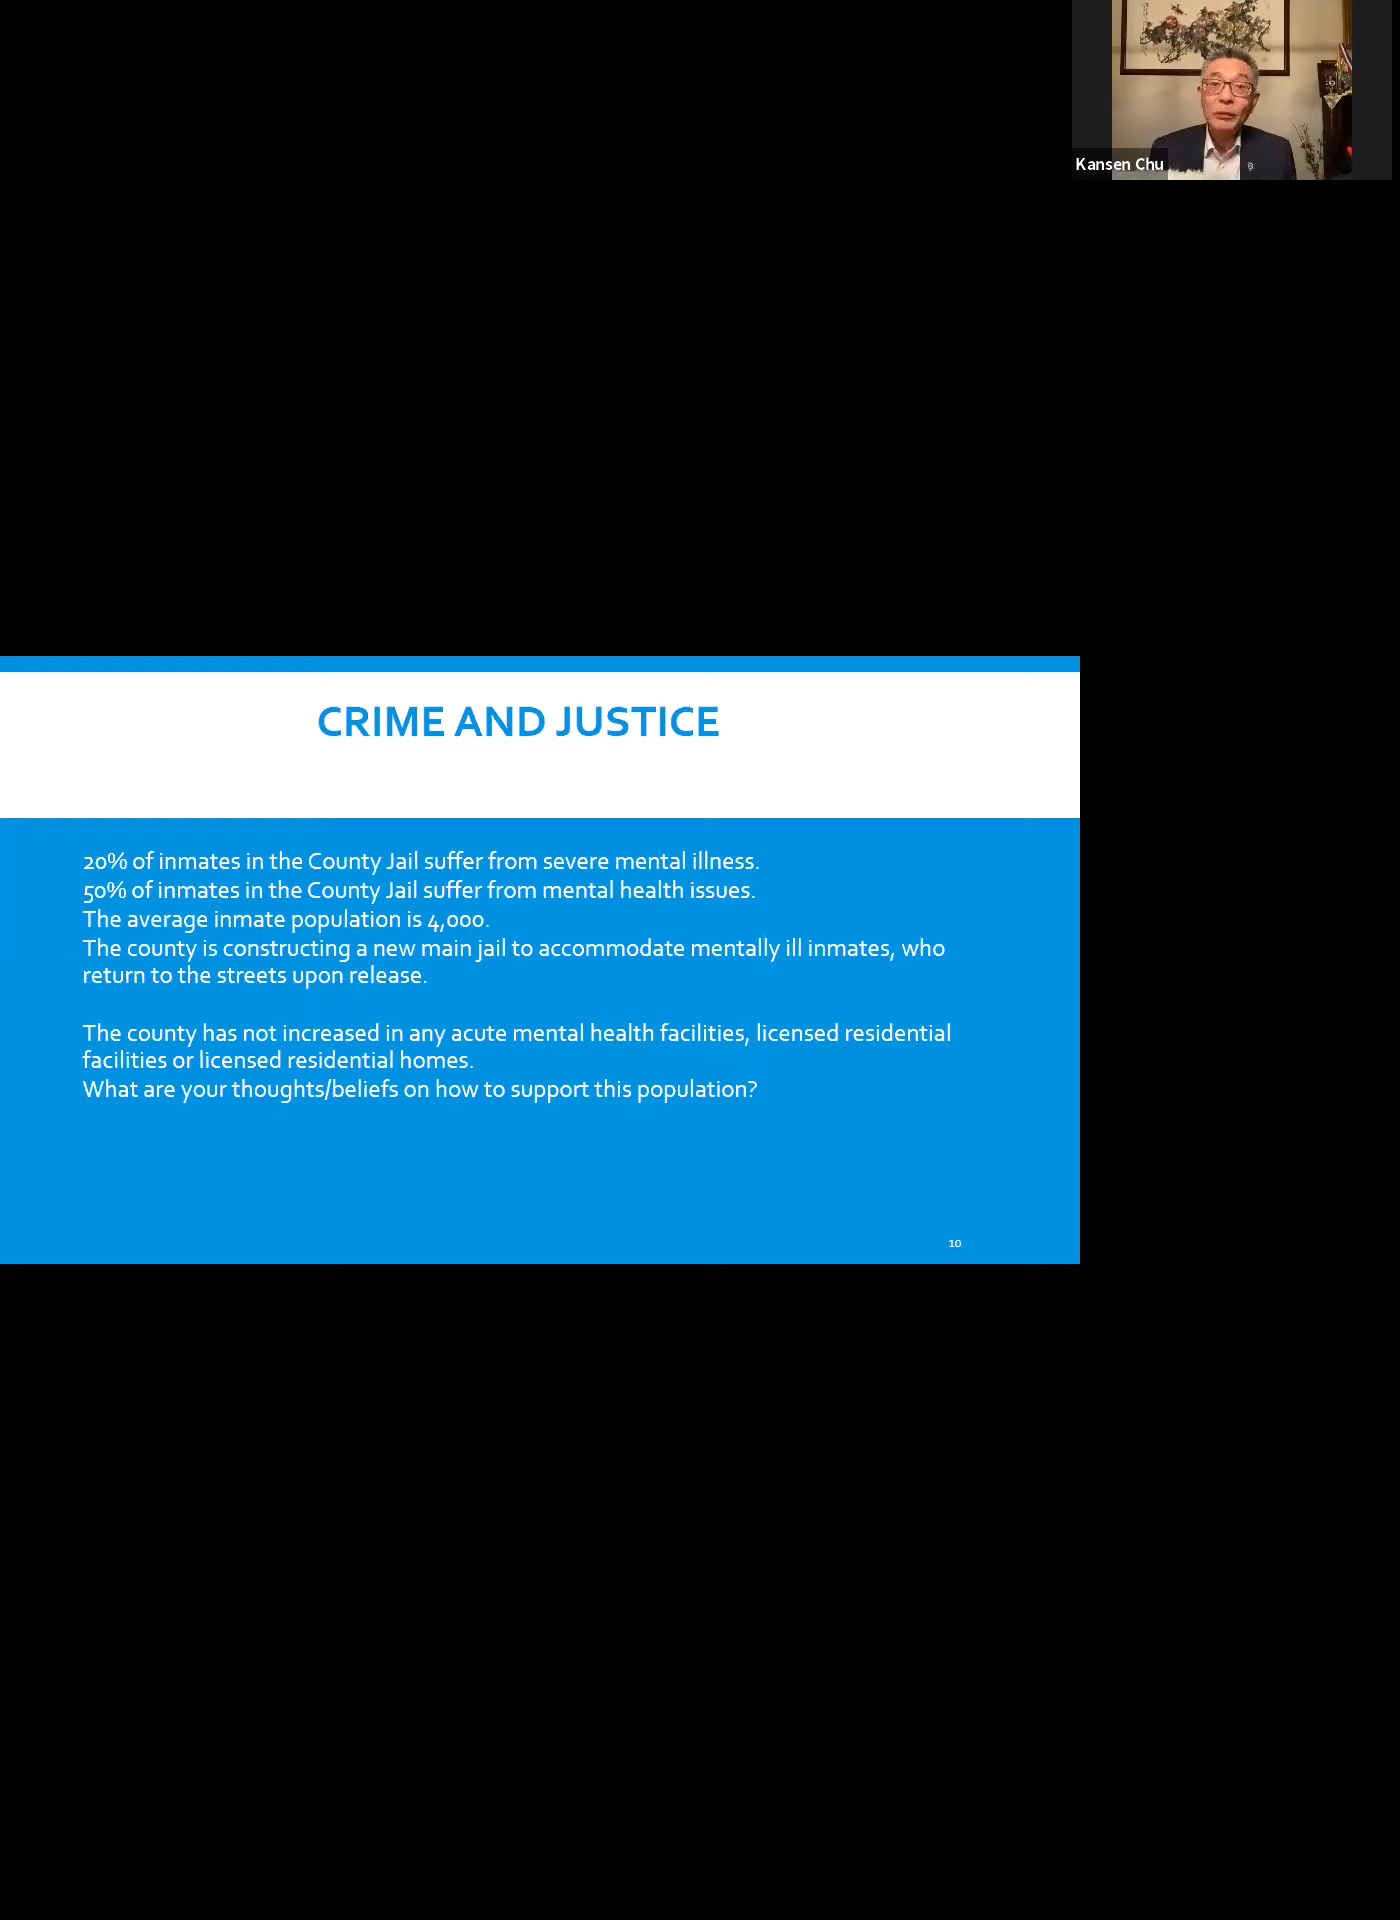 Kansen Chu
CRIME AND JUSTICE
20% of inmates in the County Jail suffer from severe mental illness.
50% of inmates in the County Jail suffer from mental health issues.
The average inmate population is 4,000.
The county is constructing a new main jail to accommodate mentally ill inmates, who
return to the streets upon release.
The county has not increased in any acute mental health facilities, licensed residential
facilities or licensed residential homes.
What are your thoughts/beliefs on how to support this population?
10